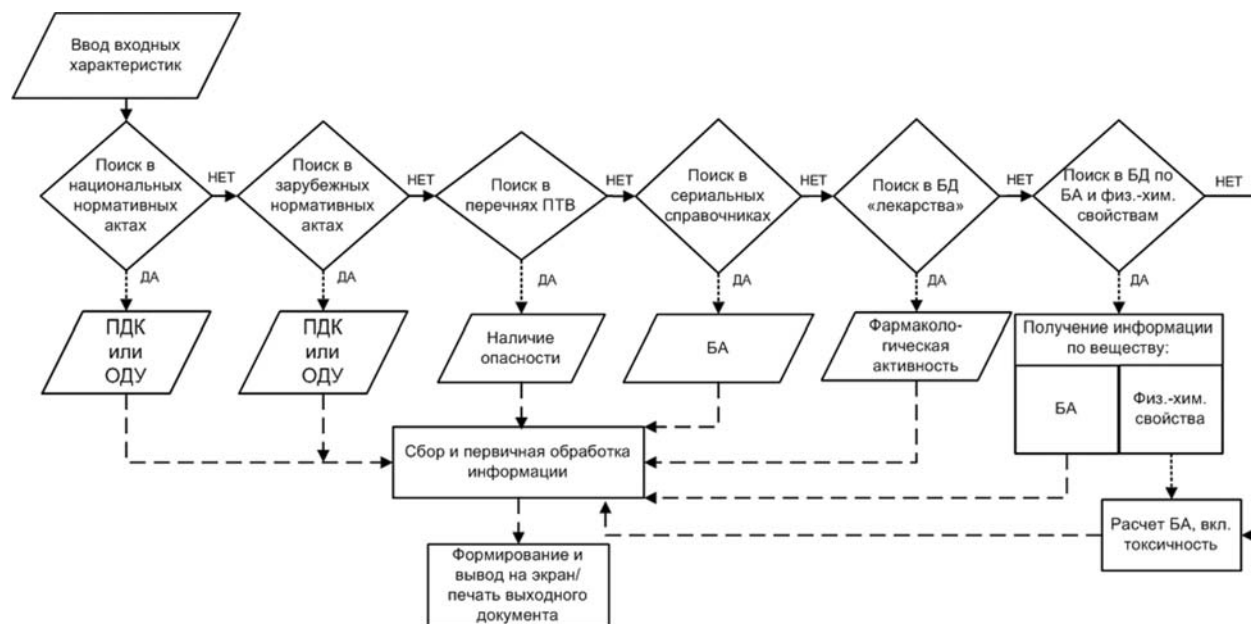 Ввод входных
характеристик
Поиск в
национальных
нормативных
актах
НЕТ
Поиск в
зарубежных
нормативных
актах
НЕТ
Поиск в
перечнях ПТВ
НЕТ
Поиск в
сериальных
справочниках
НЕТ
Поиск в БД
«лекарства»
НЕТ
Поиск в БД по
БА и физ.-хим.
свойствам
НЕТ
ДА
ДА
ДА
ДА
ДА
ДА
ПДК
или
ОДУ
ПДК
или
ОДУ
Наличие
опасности
БА
Фармаколо-
гическая
активность
Получение информации
по веществу:
БА
Физ.-хим.
свойства
Сбор и первичная обработка
информации
Расчет БА, вкл.
токсичность
Формирование и
вывод на экран/
печать выходного
документа